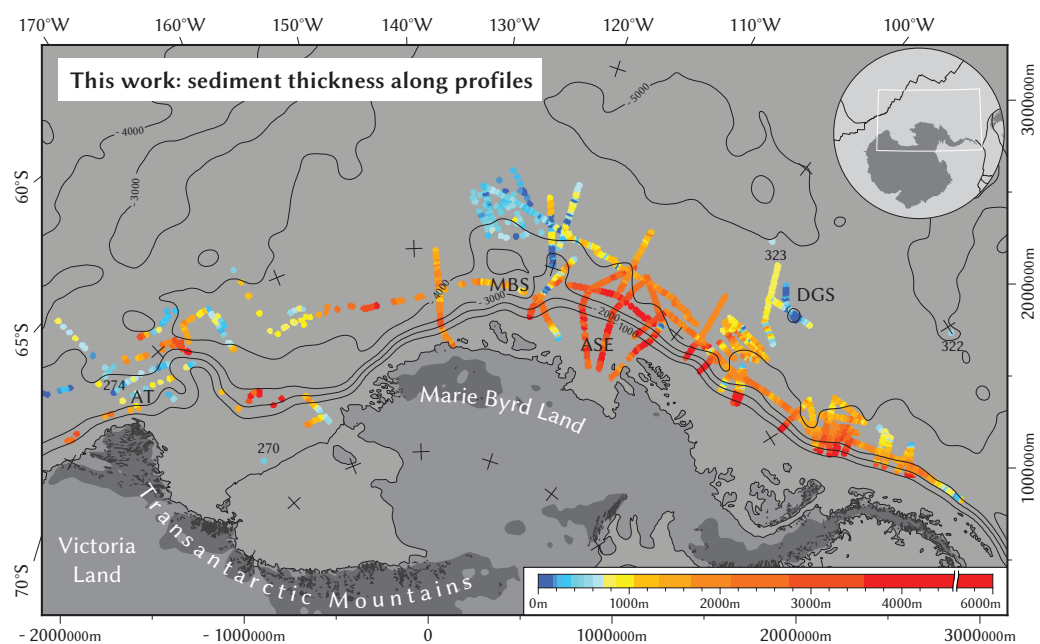 170°W 160°W 150°W 140°W 130°W 120°W 110°W 100°W
This work: sediment thickness along profiles
3000000m
-5000
-4000
-3000
60°S
323
2000000m
DGS
MBS
-4000
-3000
-2000
-1000
65°S
322
ASE
274
AT
Marie Byrd Land
270
1000000m
Transantarctic Mountains
Victoria
Land
70°S
0m 1000m 2000m 3000m 4000m 6000m
- 2000000m - 1000000m 0 1000000m 2000000m 3000000m